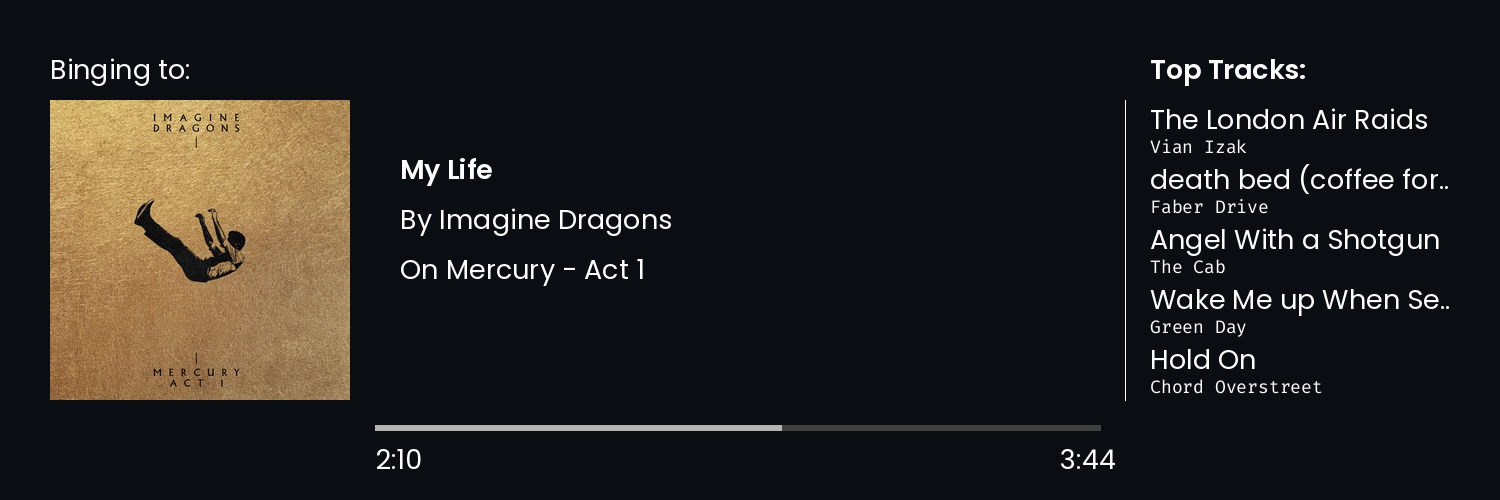 Binging to:
IMAGINE
DRAGONS
MERCURY
ACT I
My Life
By Imagine Dragons
On Mercury - Act 1
2:10
3:44
Top Tracks:
The London Air Raids
Vian Izak
death bed (coffee for..
Faber Drive
Angel With a Shotgun
The Cab
Wake Me up When Se..
Green Day
Hold On
Chord Overstreet